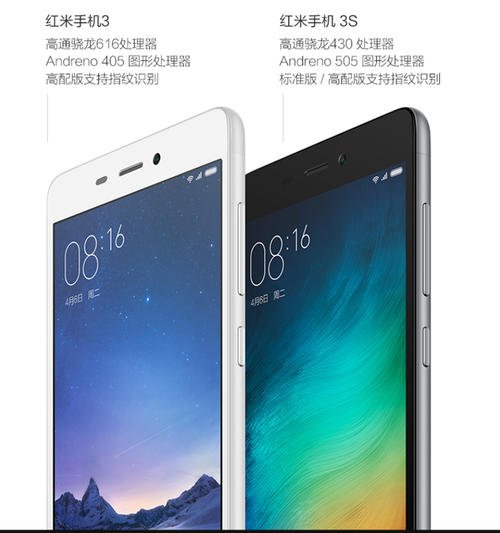 红米手机3
高通骁龙616处理器
Andreno 405 图形处理器
高配版支持指纹识别
红米手机 3S
高通骁龙430 处理器
Andreno 505 图形处理器
标准版 / 高配版支持指纹识别
08:16
4月6日 周二
08:16
4月6日 周二